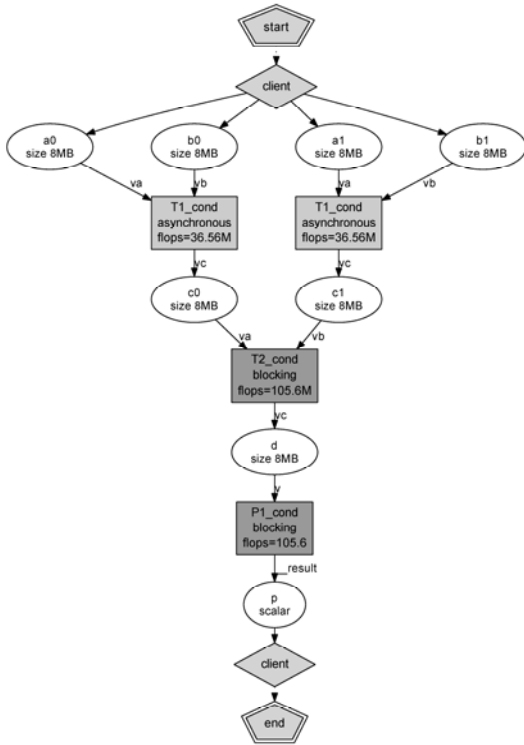 start
client
a0
size 8MB
b0
size 8MB
a1
size 8MB
b1
size 8MB
va
vb
va
vb
T1_cond
asynchronous
flops=36.56M
T1_cond
asynchronous
flops=36.56M
vc
vc
c0
size 8MB
c1
size 8MB
va
vb
T2_cond
blocking
flops=105.6M
vc
d
size 8MB
v
P1_cond
blocking
flops=105.6
_result
p
scalar
client
end